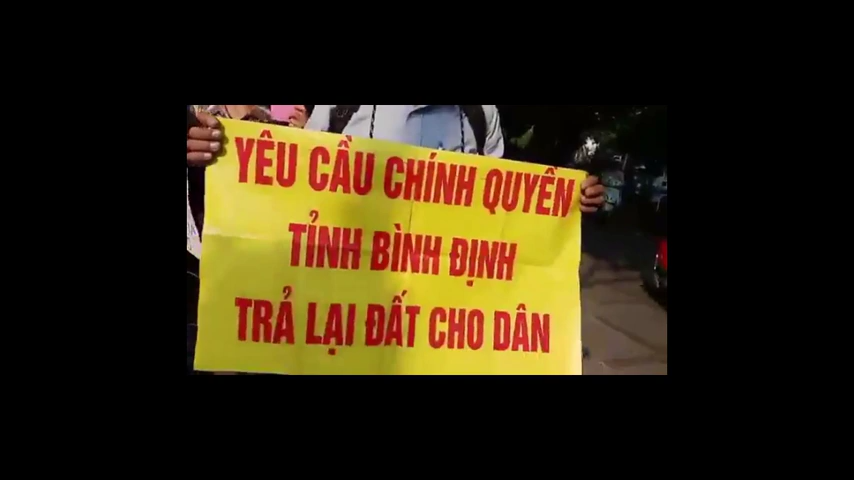 YÊU CẦU CHÍNH QUYỀN
TỈNH BÌNH ĐỊNH
TRẢ LẠI ĐẤT CHO DÂN